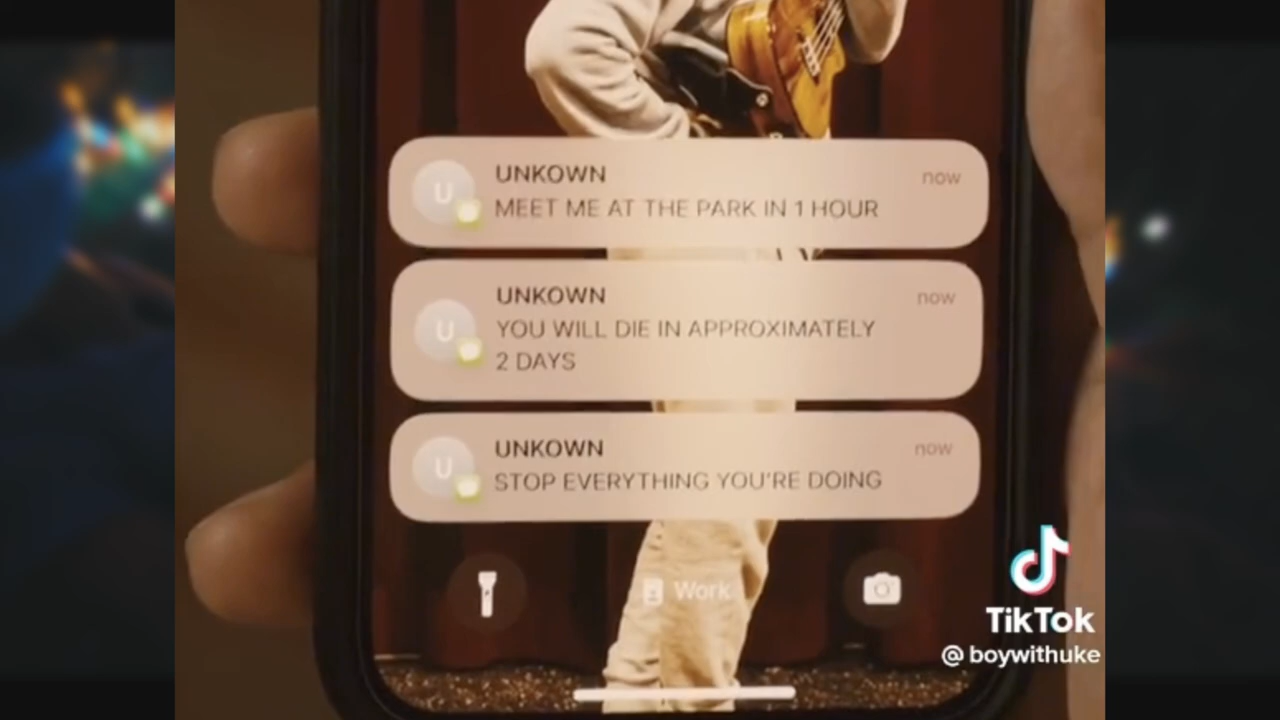 UNKOWN
now
MEET ME AT THE PARK IN 1 HOUR
UNKOWN
now
YOU WILL DIE IN APPROXIMATELY
2 DAYS
UNKOWN
now
STOP EVERYTHING YOU'RE DOING
Work
TikTok
@boywithuke